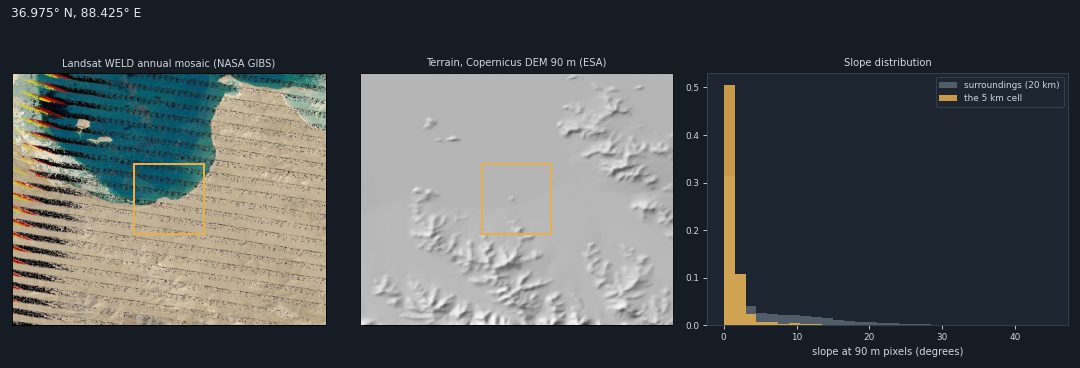 36.975° N, 88.425° E
Landsat WELD annual mosaic (NASA GIBS)
Terrain, Copernicus DEM 90 m (ESA)
Slope distribution
surroundings (20 km)
the 5 km cell
0.5
0.4
0.3
0.2
0.1
0.0
0
10
20
30
40
slope at 90 m pixels (degrees)